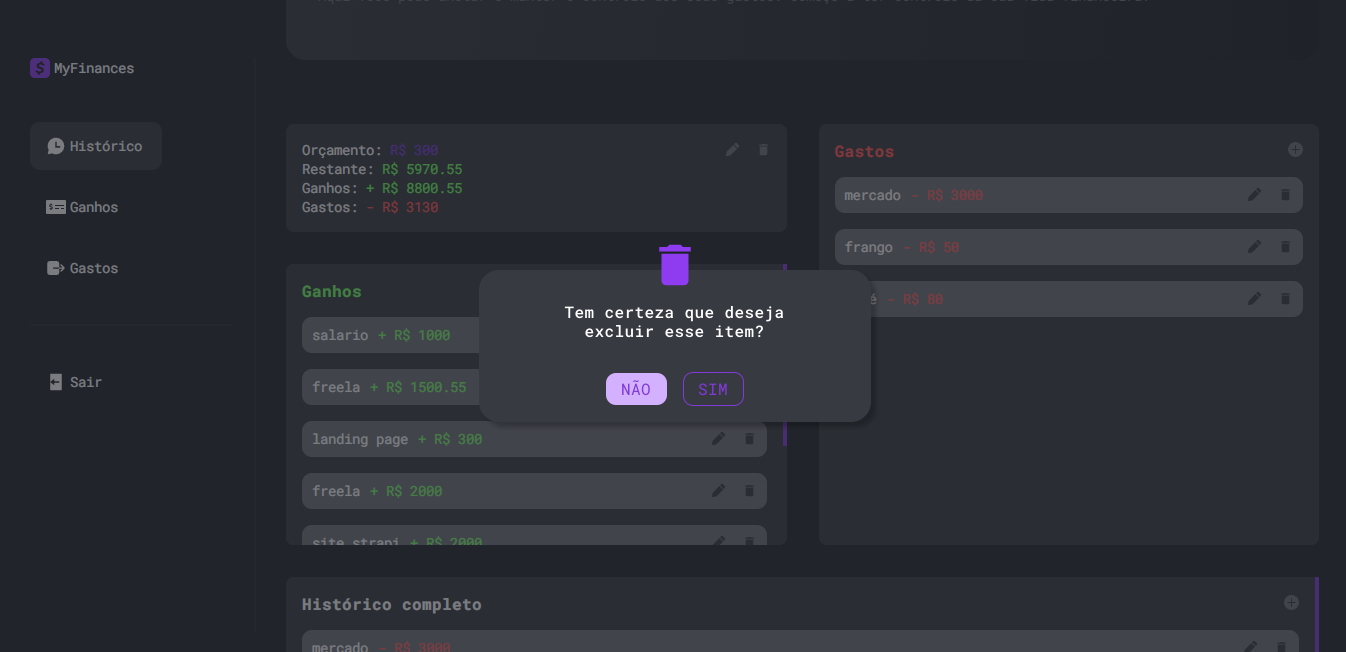 MyFinances
Histórico
Ganhos
Gastos
Sair
Orçamento: R$ 300
Restante: R$ 5970.55
Ganhos: + R$ 8800.55
Gastos: - R$ 3130
Ganhos
salario + R$ 1000
freela + R$ 1500.55
landing page + R$ 300
freela + R$ 2000
site strapi + R$ 2000
Gastos
mercado - R$ 3000
frango - R$ 50
- R$ 80
Tem certeza que deseja
excluir esse item?
NÃO
SIM
Histórico completo
mercado - R$ 3000